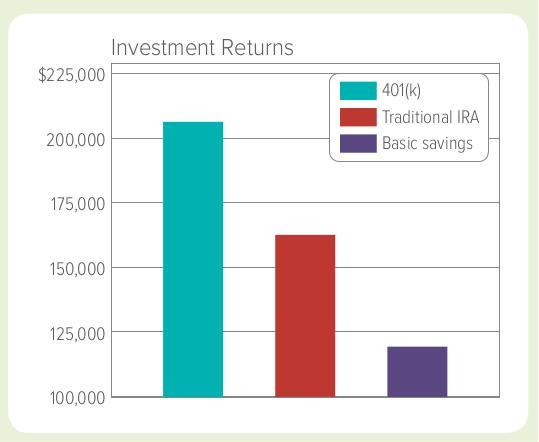 Investment Returns
$225,000
200,000
175,000
150,000
125,000
100,000
401(k)
Traditional IRA
Basic savings